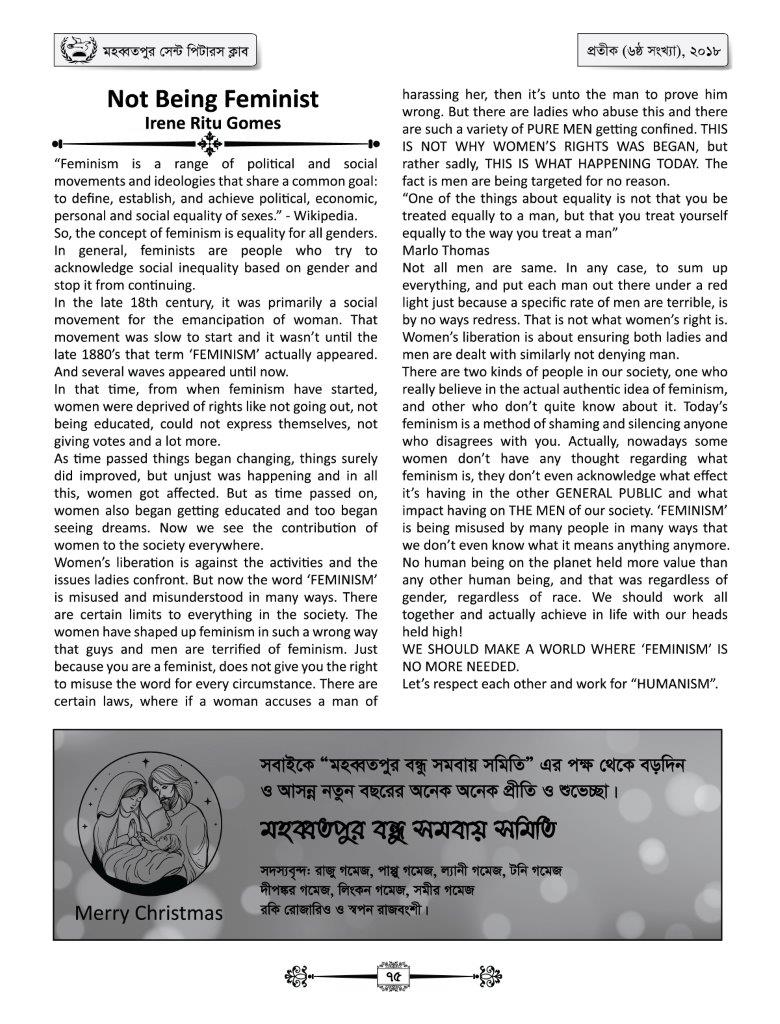 মহব্বতপুর সেন্ট পিটারস ক্লাব
প্রতীক (৬ষ্ঠ সংখ্যা), ২০১৮
Not Being Feminist
Irene Ritu Gomes
“Feminism is a range of political and social
movements and ideologies that share a common goal:
to define, establish, and achieve political, economic,
personal and social equality of sexes.” - Wikipedia.
So, the concept of feminism is equality for all genders.
In general, feminists are people who try to
acknowledge social inequality based on gender and
stop it from continuing.
In the late 18th century, it was primarily a social
movement for the emancipation of woman. That
movement was slow to start and it wasn’t until the
late 1880’s that term ‘FEMINISM’ actually appeared.
And several waves appeared until now.
In that time, from when feminism have started,
women were deprived of rights like not going out, not
being educated, could not express themselves, not
giving votes and a lot more.
As time passed things began changing, things surely
did improved, but unjust was happening and in all
this, women got affected. But as time passed on,
women also began getting educated and too began
seeing dreams. Now we see the contribution of
women to the society everywhere.
Women’s liberation is against the activities and the
issues ladies confront. But now the word ‘FEMINISM’
is misused and misunderstood in many ways. There
are certain limits to everything in the society. The
women have shaped up feminism in such a wrong way
that guys and men are terrified of feminism. Just
because you are a feminist, does not give you the right
to misuse the word for every circumstance. There are
certain laws, where if a woman accuses a man of
harassing her, then it’s unto the man to prove him
wrong. But there are ladies who abuse this and there
are such a variety of PURE MEN getting confined. THIS
IS NOT WHY WOMEN’S RIGHTS WAS BEGAN, but
rather sadly, THIS IS WHAT HAPPENING TODAY. The
fact is men are being targeted for no reason.
“One of the things about equality is not that you be
treated equally to a man, but that you treat yourself
equally to the way you treat a man”
Marlo Thomas
Not all men are same. In any case, to sum up
everything, and put each man out there under a red
light just because a specific rate of men are terrible, is
by no ways redress. That is not what women’s right is.
Women’s liberation is about ensuring both ladies and
men are dealt with similarly not denying man.
There are two kinds of people in our society, one who
really believe in the actual authentic idea of feminism,
and other who don’t quite know about it. Today’s
feminism is a method of shaming and silencing anyone
who disagrees with you. Actually, nowadays some
women don’t have any thought regarding what
feminism is, they don’t even acknowledge what effect
it’s having in the other GENERAL PUBLIC and what
impact having on THE MEN of our society. ‘FEMINISM’
is being misused by many people in many ways that
we don’t even know what it means anything anymore.
No human being on the planet held more value than
any other human being, and that was regardless of
gender, regardless of race. We should work all
together and actually achieve in life with our heads
held high!
WE SHOULD MAKE A WORLD WHERE ‘FEMINISM’ IS
NO MORE NEEDED.
Let’s respect each other and work for “HUMANISM”.
সবাইকে “মহব্বতপুর বন্ধু সমবায় সমিতি” এর পক্ষ থেকে বড়দিন
ও আসন্ন নতুন বছরের অনেক অনেক প্রীতি ও শুভেচ্ছা।
মহব্বতপুর বন্ধু সমবায় সমিতি
সদস্যবৃন্দ: রাজু গমেজ, পাপ্পু গমেজ, ল্যানী গমেজ, টনি গমেজ
দীপঙ্কর গমেজ, লিংকন গমেজ, সমীর গমেজ
রকি রোজারিও ও স্বপন রাজবংশী।
Merry Christmas
৭৫